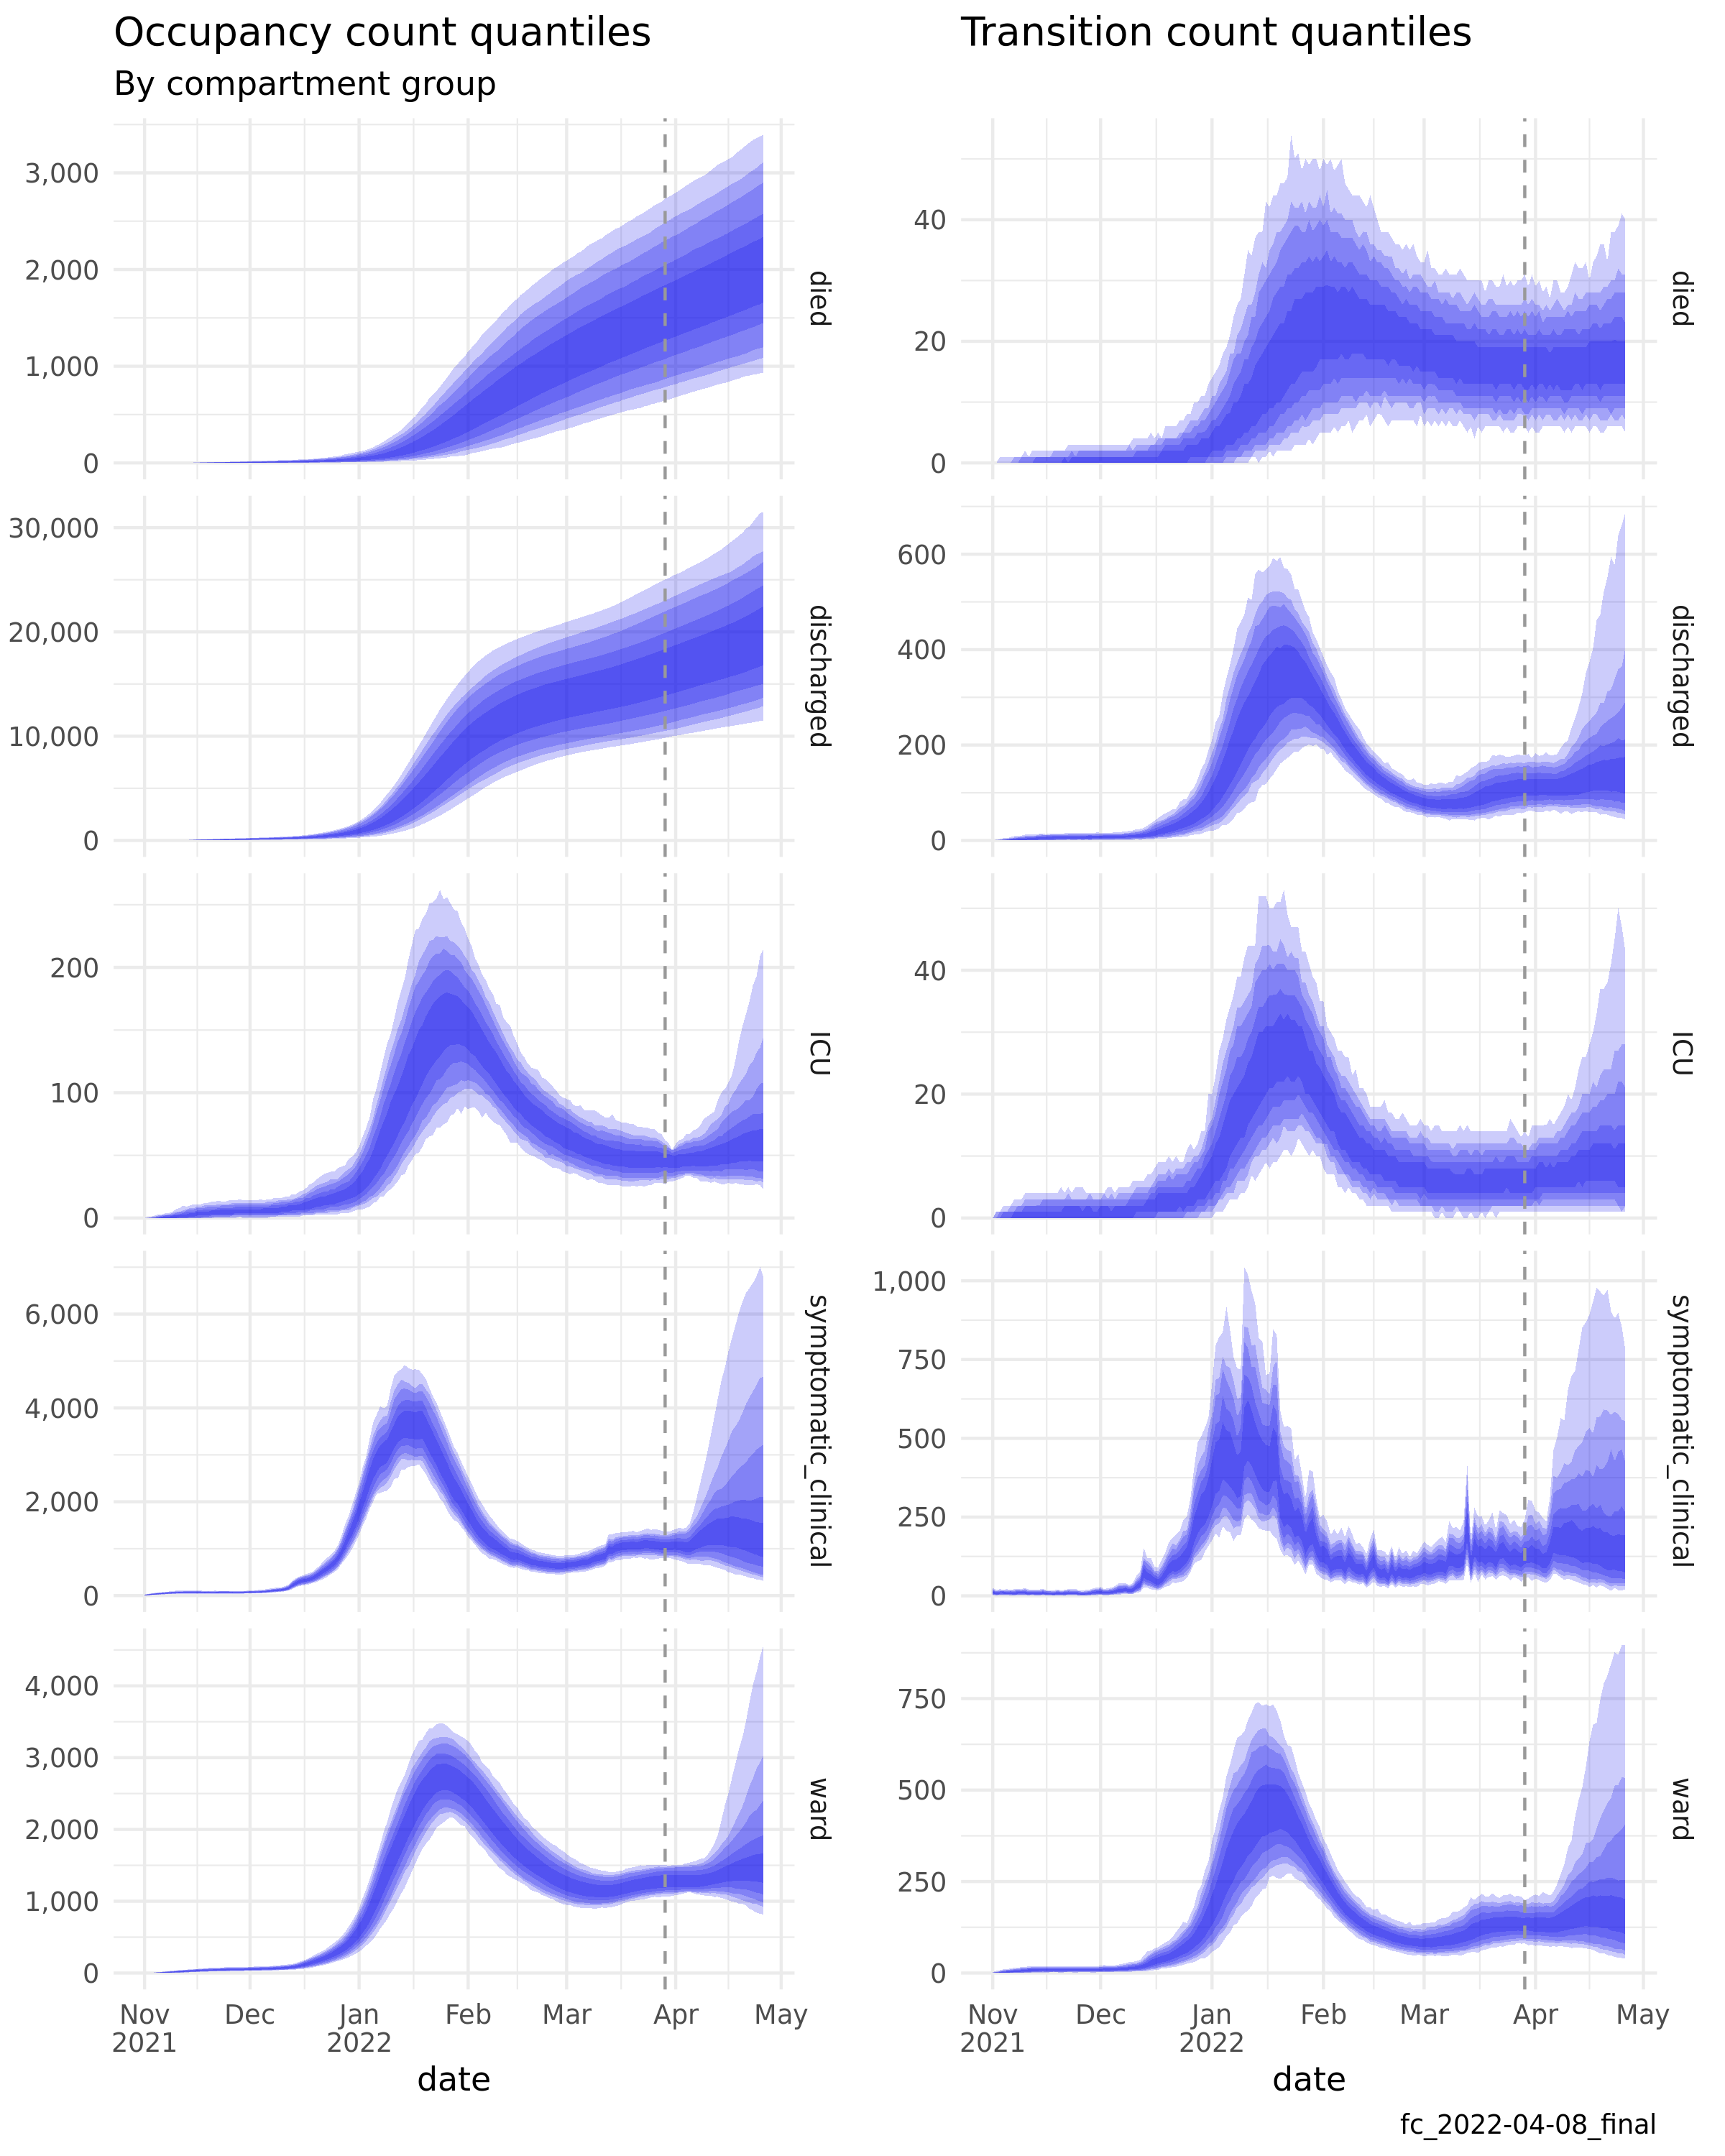 Occupancy count quantiles
By compartment group
3,000
2,000
1,000
0
died
30,000
20,000
10,000
0
discharged
200
100
0
ICU
6,000
4,000
2,000
0
symptomatic_clinical
4,000
3,000
2,000
1,000
0
ward
Nov Dec Jan Feb Mar Apr May
2021 2022
date
Transition count quantiles
40
20
0
died
600
400
200
0
discharged
40
20
0
ICU
1,000
750
500
250
0
symptomatic_clinical
750
500
250
0
ward
Nov Dec Jan Feb Mar Apr May
2021 2022
date
fc_2022-04-08_final